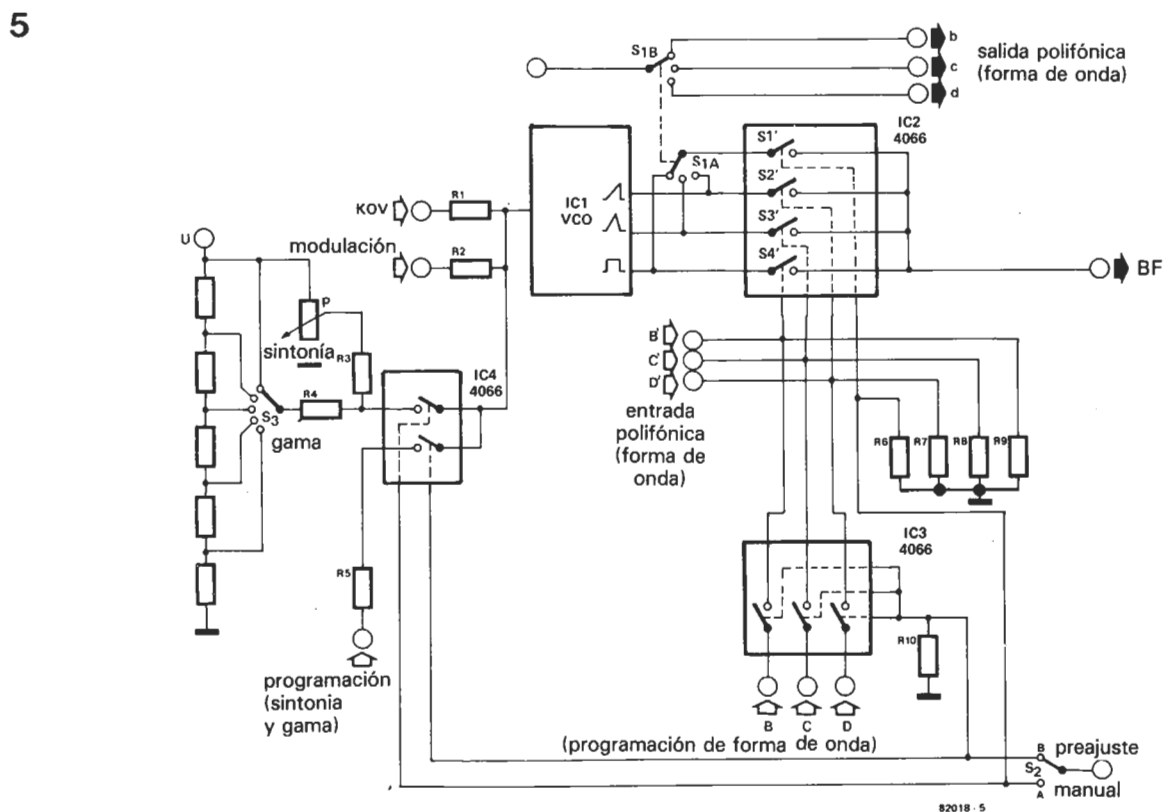 5
b
S1B
salida polifónica
c
(forma de onda)
d
IC2
4066
S1'
S1A
S2'
IC1
VCO
S3'
S4'
KOV
R1
modulación
R2
BF
U
P
sintonía
R3
IC4
4066
R4
S3
gama
B'
C'
D'
entrada
polifónica
(forma de
onda)
R6
R7
R8
R9
IC3
4066
R5
R10
programación
(sintonia
y gama)
B
C
D
(programación de forma de onda)
B
preajuste
S2
A
manual
82018 - 5